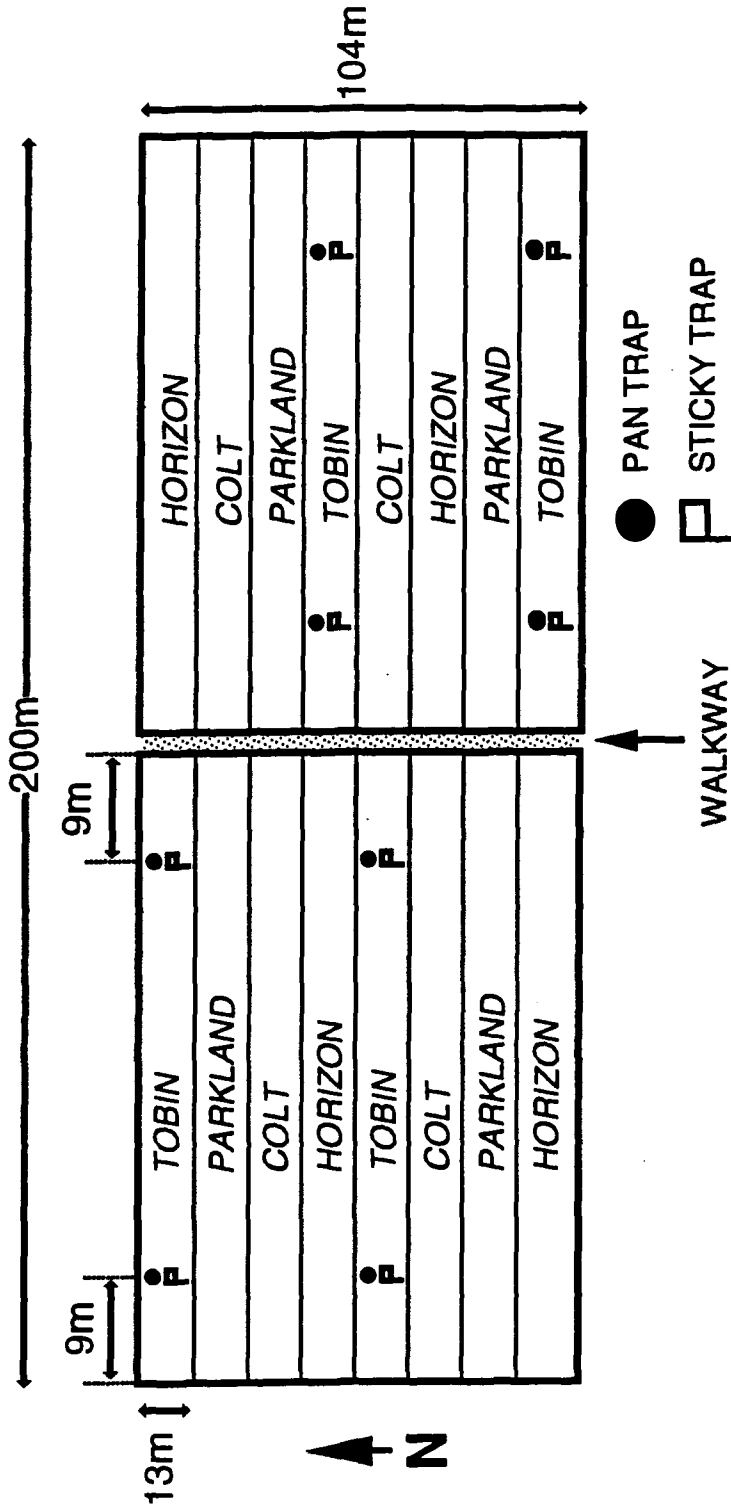 200m
9m
9m
13m
104m
N
TOBIN
PARKLAND
COLT
HORIZON
TOBIN
COLT
PARKLAND
HORIZON
HORIZON
COLT
PARKLAND
TOBIN
COLT
HORIZON
PARKLAND
TOBIN
WALKWAY
PAN TRAP
STICKY TRAP